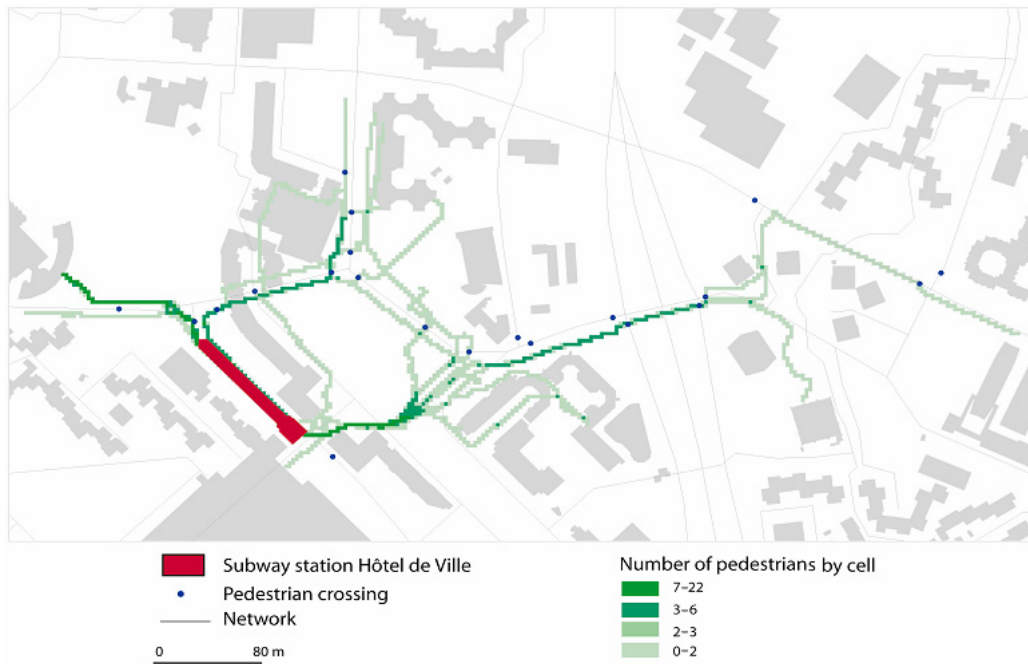 Subway station Hôtel de Ville
Pedestrian crossing
Network
0 80 m
Number of pedestrians by cell
7–22
3–6
2–3
0–2